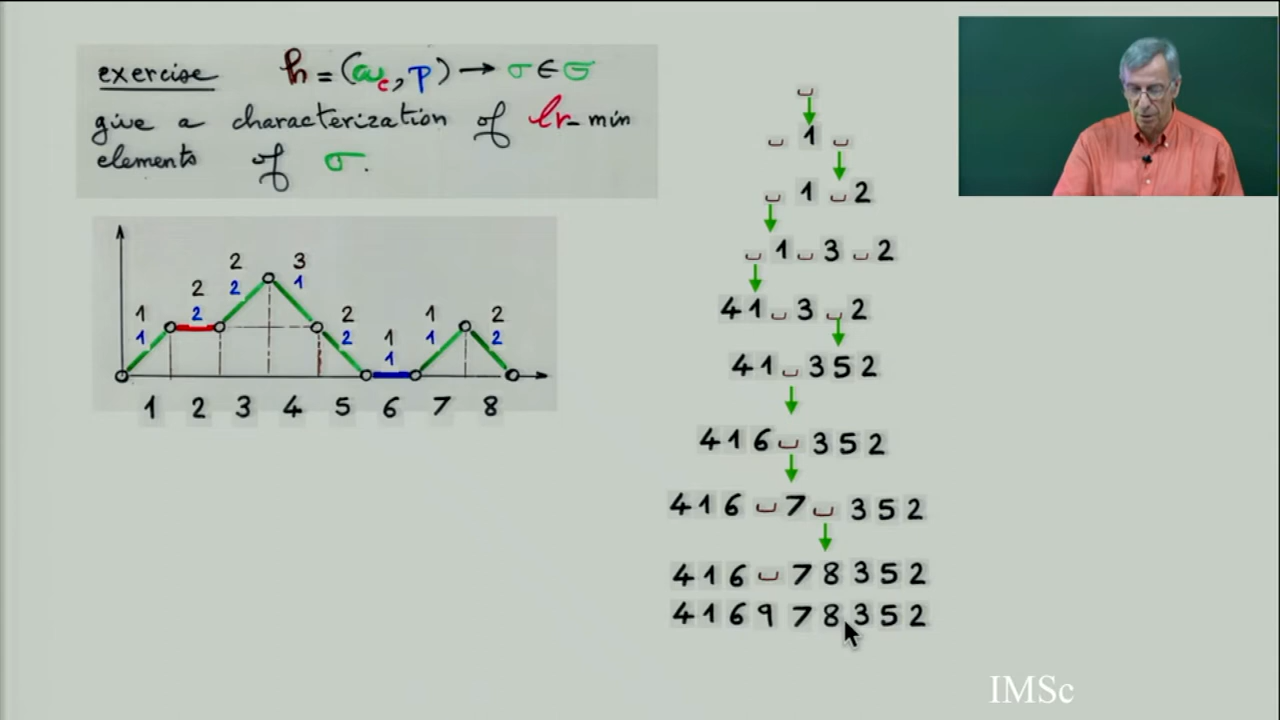 exercise h = (ωc, p) → σ ∈ 𝔖
give a characterization of lr-min
elements of σ.
1 2 2 3 2 1 1 2
1 2 2 1 2 1 1 2
1 2 3 4 5 6 7 8
␣
␣ 1 ␣
␣ 1 ␣ 2
␣ 1 ␣ 3 ␣ 2
4 1 ␣ 3 ␣ 2
4 1 ␣ 3 5 2
4 1 6 ␣ 3 5 2
4 1 6 ␣ 7 ␣ 3 5 2
4 1 6 ␣ 7 8 3 5 2
4 1 6 9 7 8 3 5 2
IMSc